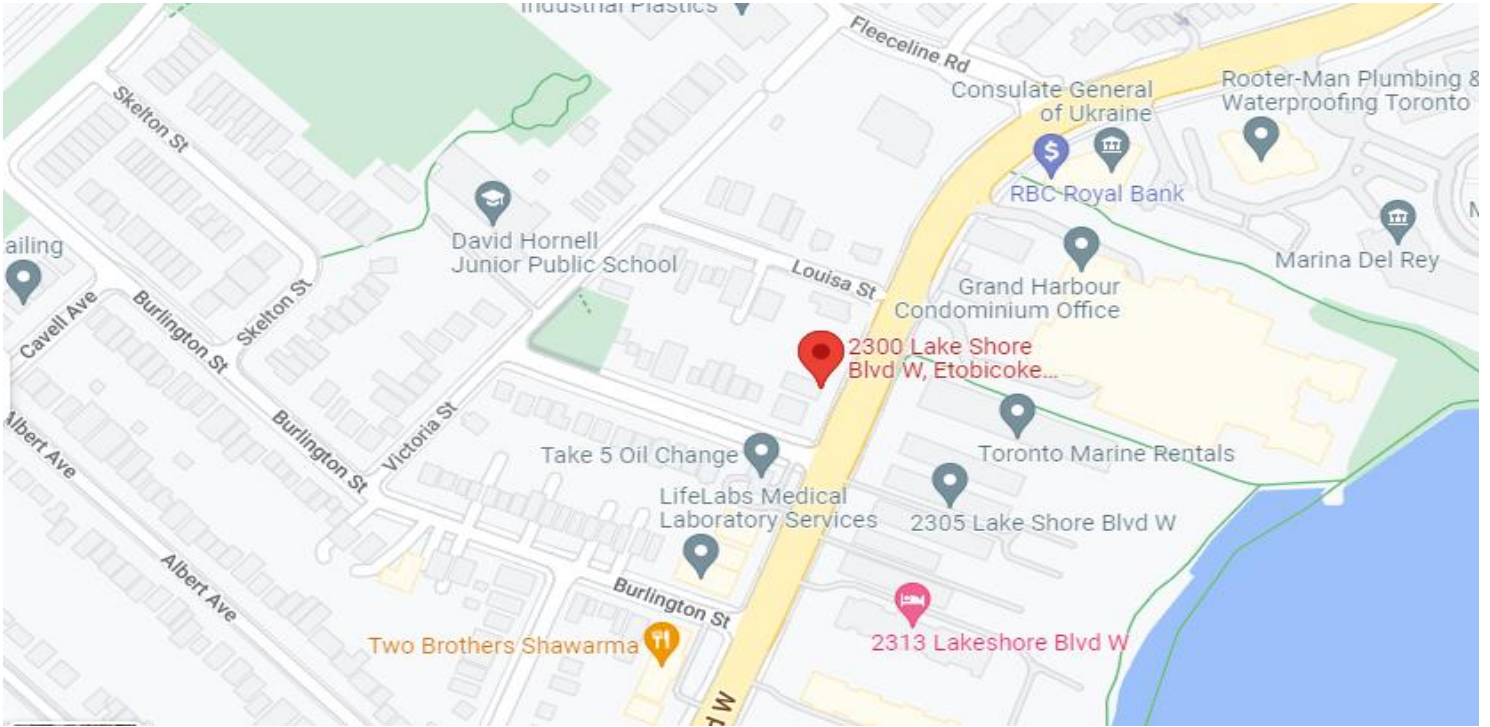 Industrial Plastics
Fleeceline Rd
Consulate General
of Ukraine
Rooter-Man Plumbing &
Waterproofing Toronto
Skelton St
RBC Royal Bank
David Hornell
Junior Public School
Marina Del Rey
ailing
Louisa St
Grand Harbour
Condominium Office
Cavell Ave
Burlington St
Skelton St
2300 Lake Shore
Blvd W, Etobicoke...
Albert Ave
Burlington St
Victoria St
Take 5 Oil Change
Toronto Marine Rentals
LifeLabs Medical
Laboratory Services
2305 Lake Shore Blvd W
Albert Ave
Burlington St
Two Brothers Shawarma
2313 Lakeshore Blvd W
d W